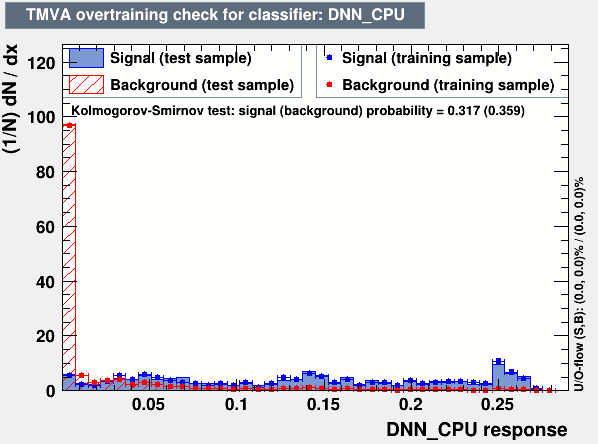 TMVA overtraining check for classifier: DNN_CPU
(1/N) dN / dx
120
100
80
60
40
20
0
Signal (test sample)
Background (test sample)
Signal (training sample)
Background (training sample)
Kolmogorov-Smirnov test: signal (background) probability = 0.317 (0.359)
0.05
0.1
0.15
0.2
0.25
DNN_CPU response
U/O-flow (S,B): (0.0, 0.0)% / (0.0, 0.0)%